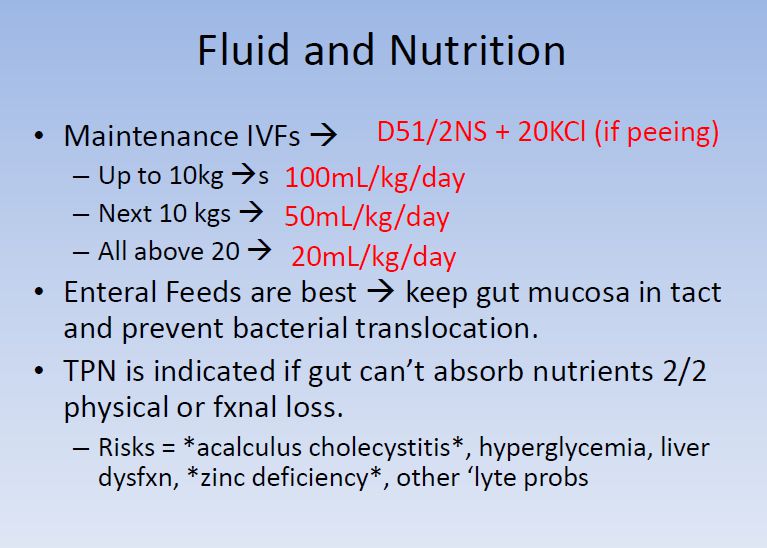 Fluid and Nutrition
• Maintenance IVFs → D51/2NS + 20KCl (if peeing)
– Up to 10kg →s 100mL/kg/day
– Next 10 kgs → 50mL/kg/day
– All above 20 → 20mL/kg/day
• Enteral Feeds are best → keep gut mucosa in tact
and prevent bacterial translocation.
• TPN is indicated if gut can't absorb nutrients 2/2
physical or fxnal loss.
– Risks = *acalculus cholecystitis*, hyperglycemia, liver
dysfxn, *zinc deficiency*, other ‘lyte probs